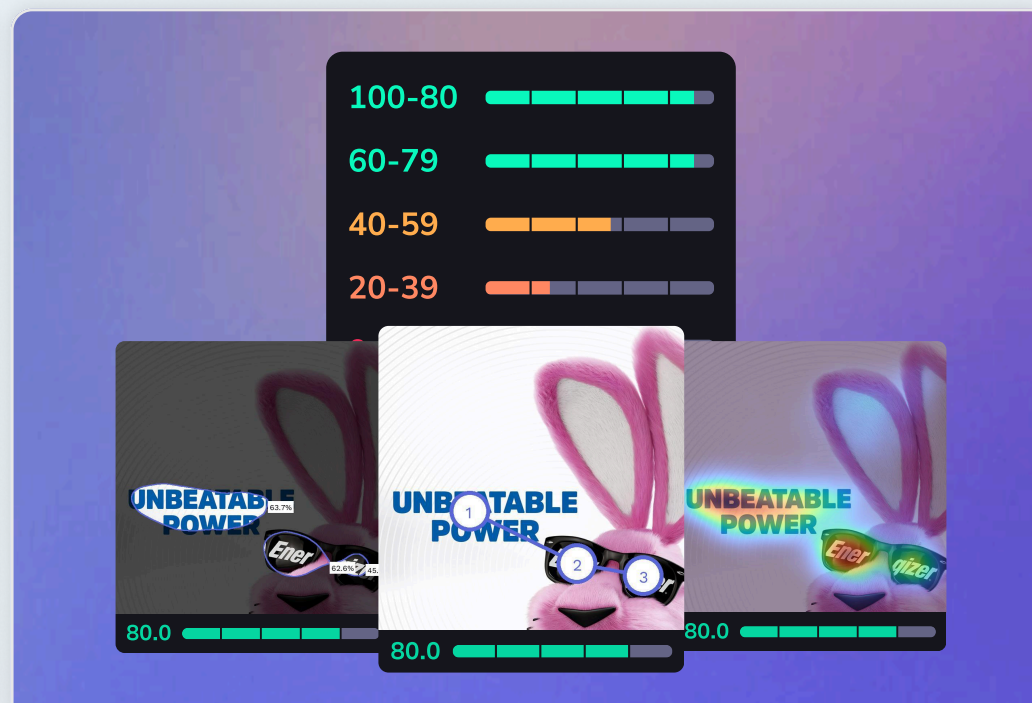 100-80
60-79
40-59
20-39
UNBEATABLE
POWER
63.7%
Ener
62.6%
45.
80.0
UNBEATABLE
POWER
1
2
3
80.0
UNBEATABLE
POWER
Ener
gizer
80.0